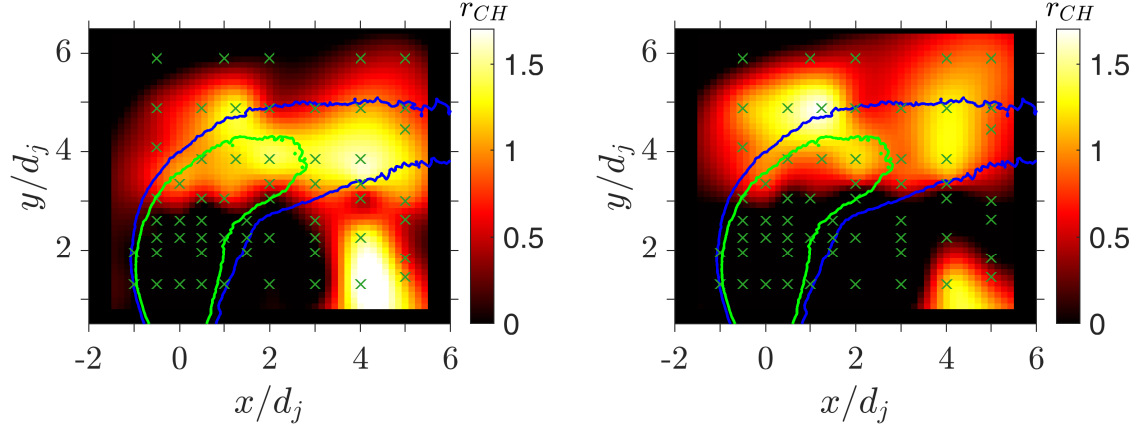 r_CH r_CH
6 1.5 6 1.5
y/d_j 4 1 y/d_j 4 1
2 0.5 2 0.5
0 0
-2 0 2 4 6 -2 0 2 4 6
x/d_j x/d_j